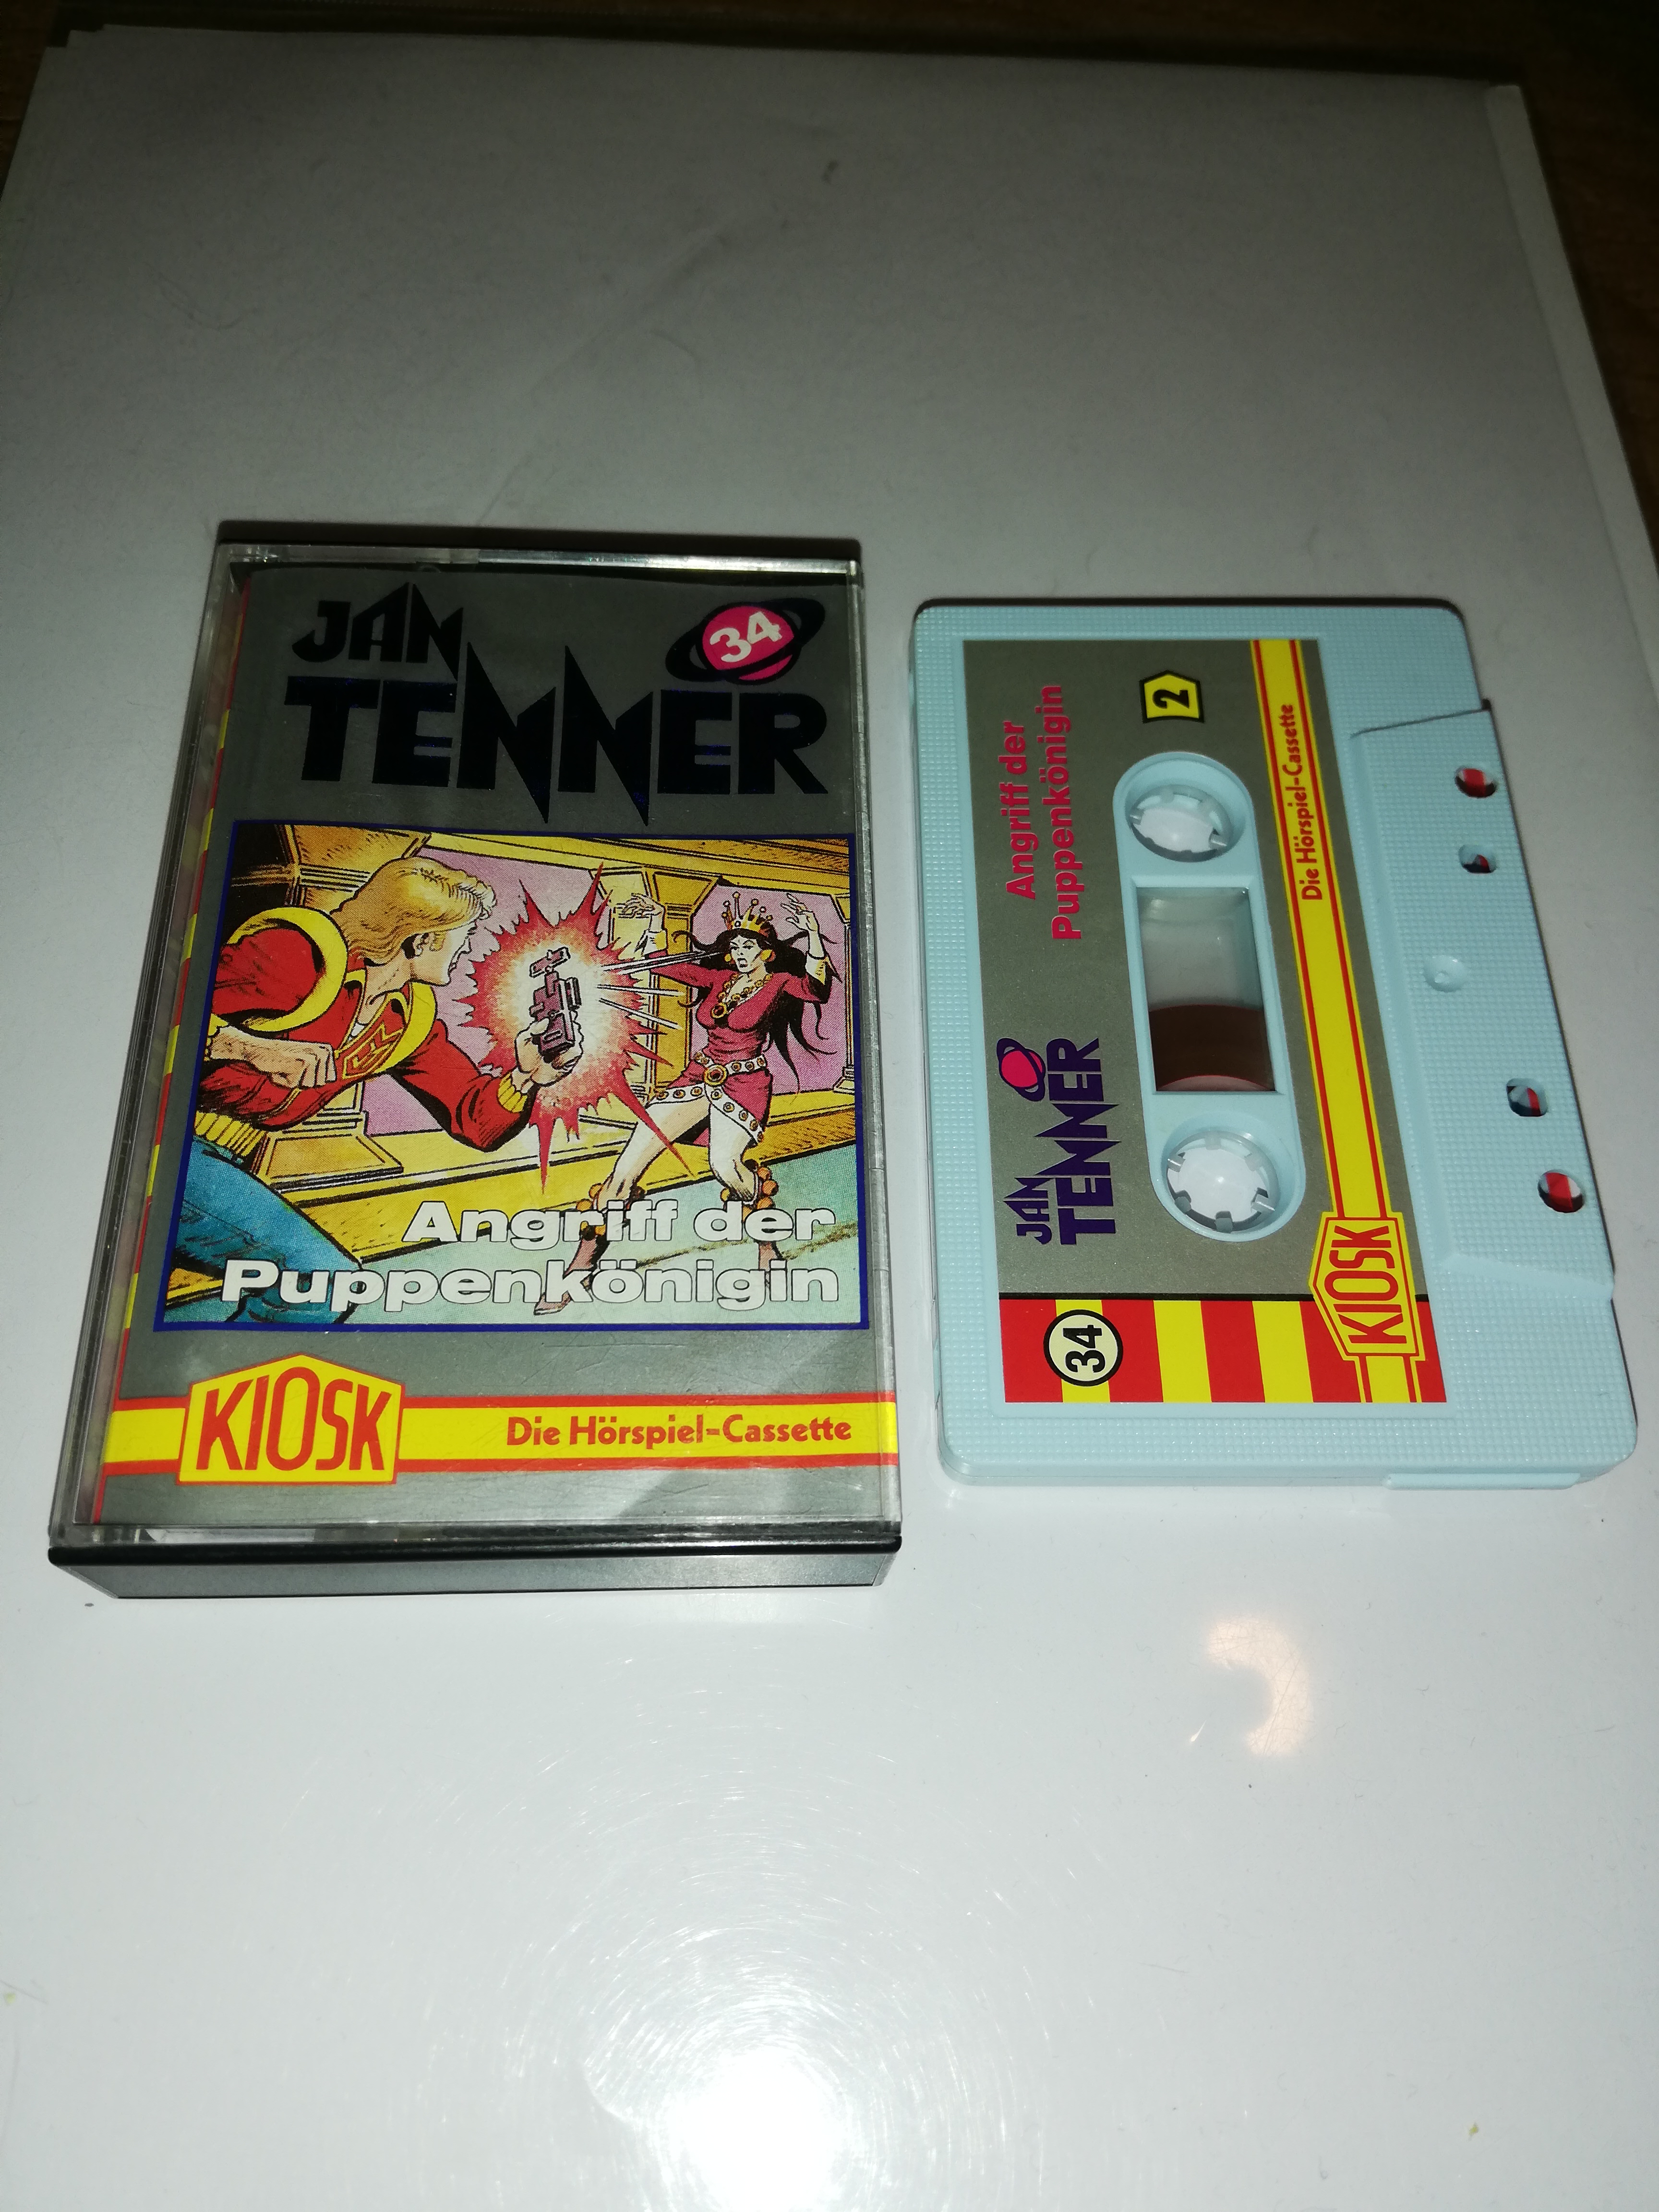 JAN
TENNER
34
Angriff der
Puppenkönigin
KIOSK
Die Hörspiel-Cassette
Angriff der
Puppenkönigin
2
JAN
TENNER
Die Hörspiel-Cassette
KIOSK
34